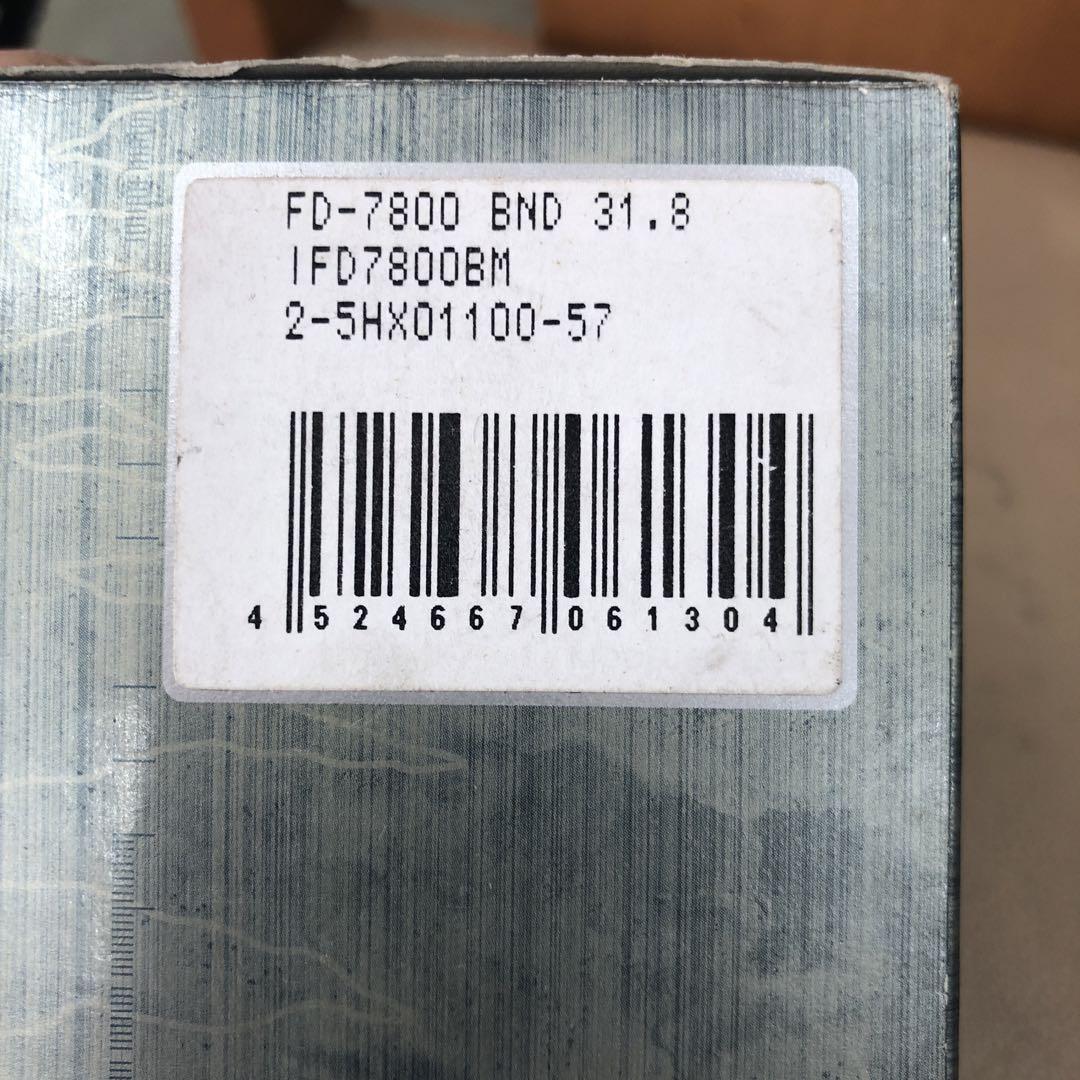 FD-7800 BND 31.8
IFD7800BM
2-5HX01100-57
4 524667 061304